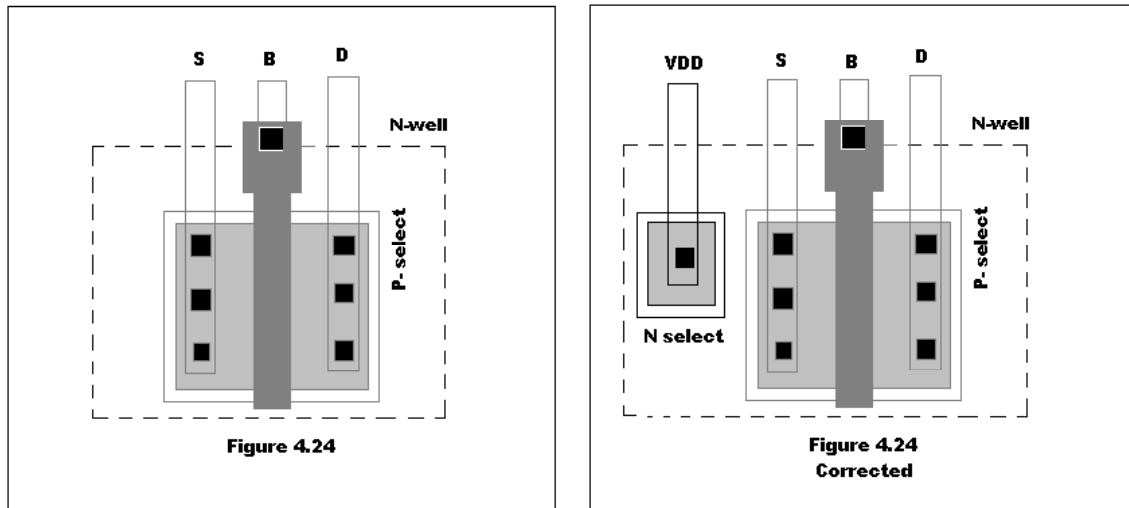 S B D
N-well
P- select
Figure 4.24
VDD S B D
N-well
P-select
N select
Figure 4.24
Corrected